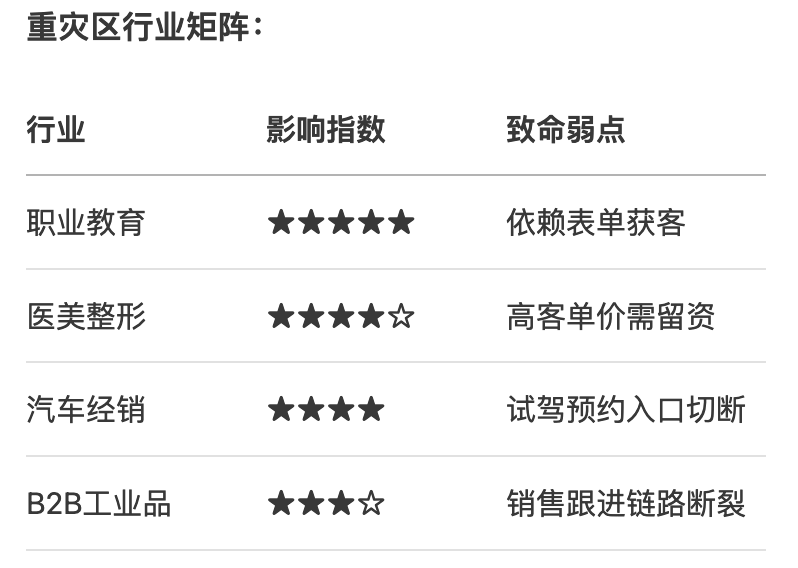 重灾区行业矩阵：
行业 影响指数 致命弱点
职业教育 ★★★★★ 依赖表单获客
医美整形 ★★★★☆ 高客单价需留资
汽车经销 ★★★★ 试驾预约入口切断
B2B工业品 ★★★☆ 销售跟进链路断裂